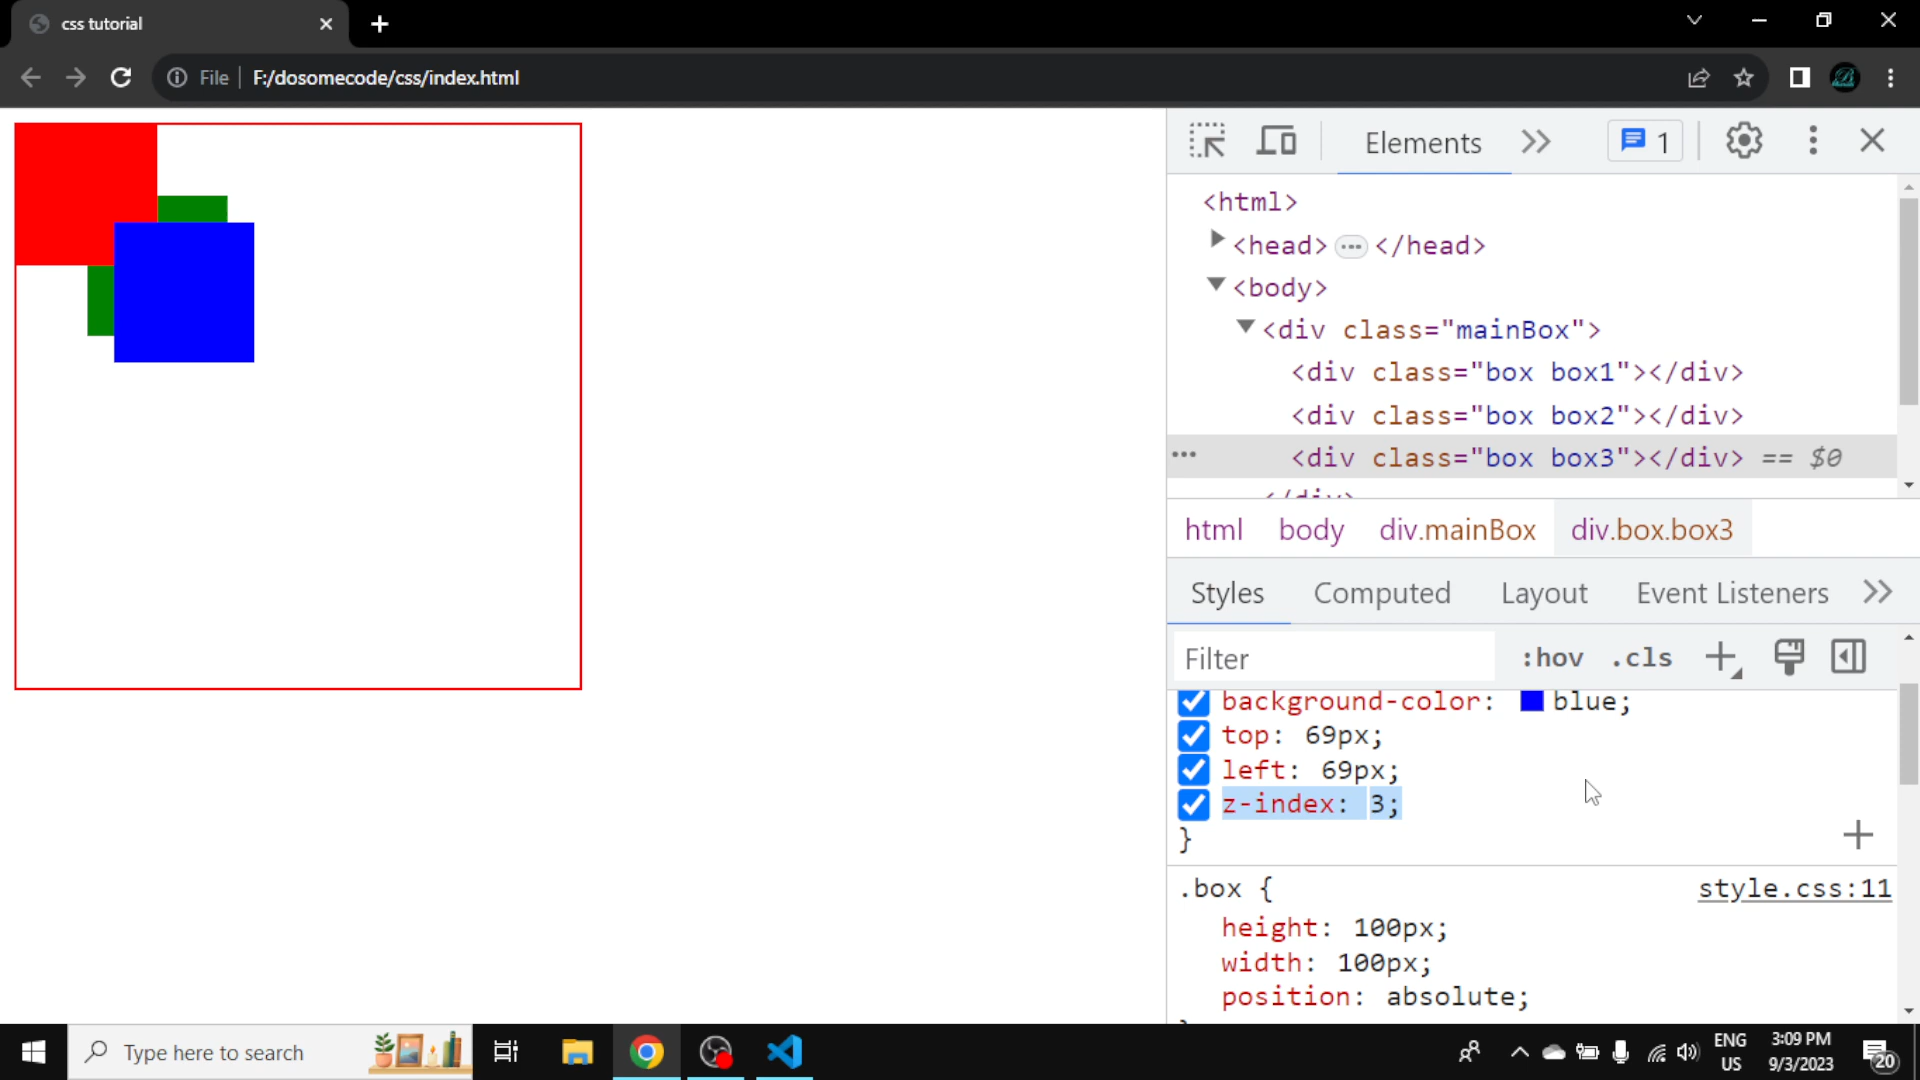 css tutorial
File F:/dosomecode/css/index.html
Elements 1
<html>
<head> ••• </head>
<body>
<div class="mainBox">
<div class="box box1"></div>
<div class="box box2"></div>
<div class="box box3"></div> == $0
</div>
html body div.mainBox div.box.box3
Styles Computed Layout Event Listeners
Filter :hov .cls
background-color: blue;
top: 69px;
left: 69px;
z-index: 3;
}
.box { style.css:11
height: 100px;
width: 100px;
position: absolute;
}
Type here to search
ENG
US
3:09 PM
9/3/2023
20